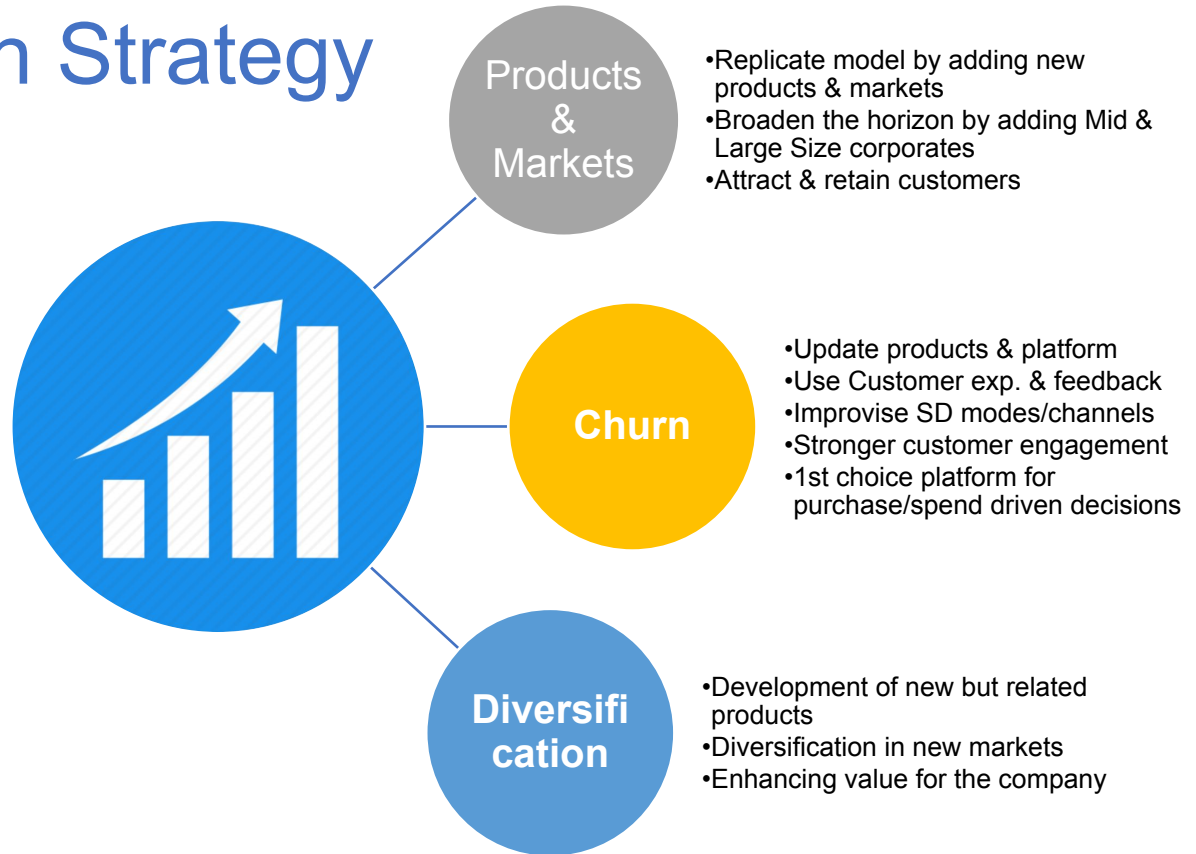 n Strategy
Products
&
Markets
•Replicate model by adding new
products & markets
•Broaden the horizon by adding Mid &
Large Size corporates
•Attract & retain customers
Churn
•Update products & platform
•Use Customer exp. & feedback
•Improvise SD modes/channels
•Stronger customer engagement
•1st choice platform for
purchase/spend driven decisions
Diversifi
cation
•Development of new but related
products
•Diversification in new markets
•Enhancing value for the company